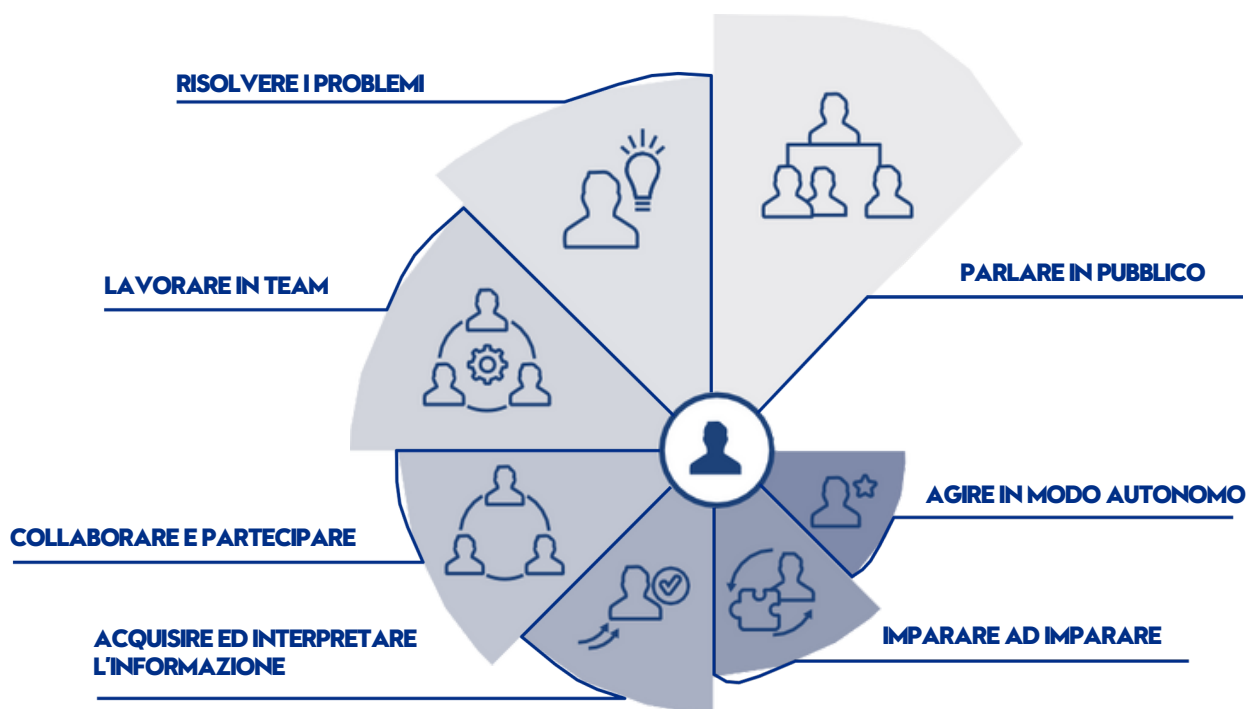 RISOLVERE I PROBLEMI
LAVORARE IN TEAM
PARLARE IN PUBBLICO
AGIRE IN MODO AUTONOMO
COLLABORARE E PARTECIPARE
ACQUISIRE ED INTERPRETARE
L'INFORMAZIONE
IMPARARE AD IMPARARE